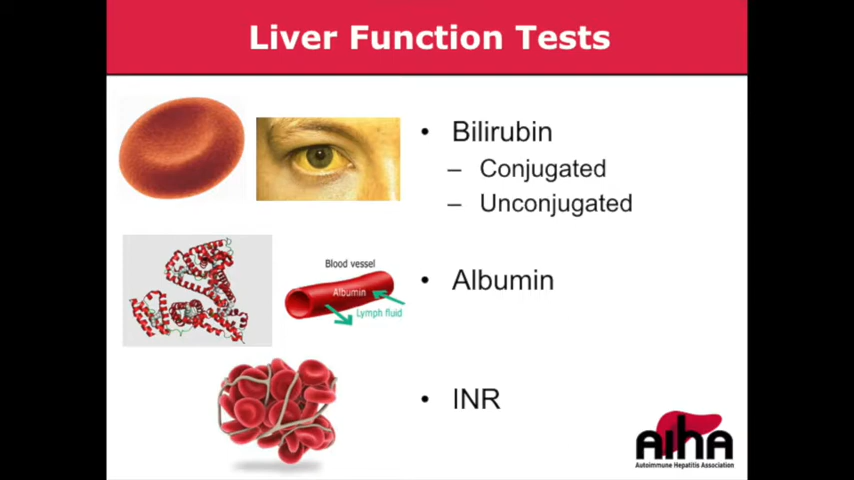 Liver Function Tests
• Bilirubin
– Conjugated
– Unconjugated
Blood vessel
Albumin
Lymph fluid
• Albumin
• INR
AIHA
Autoimmune Hepatitis Association